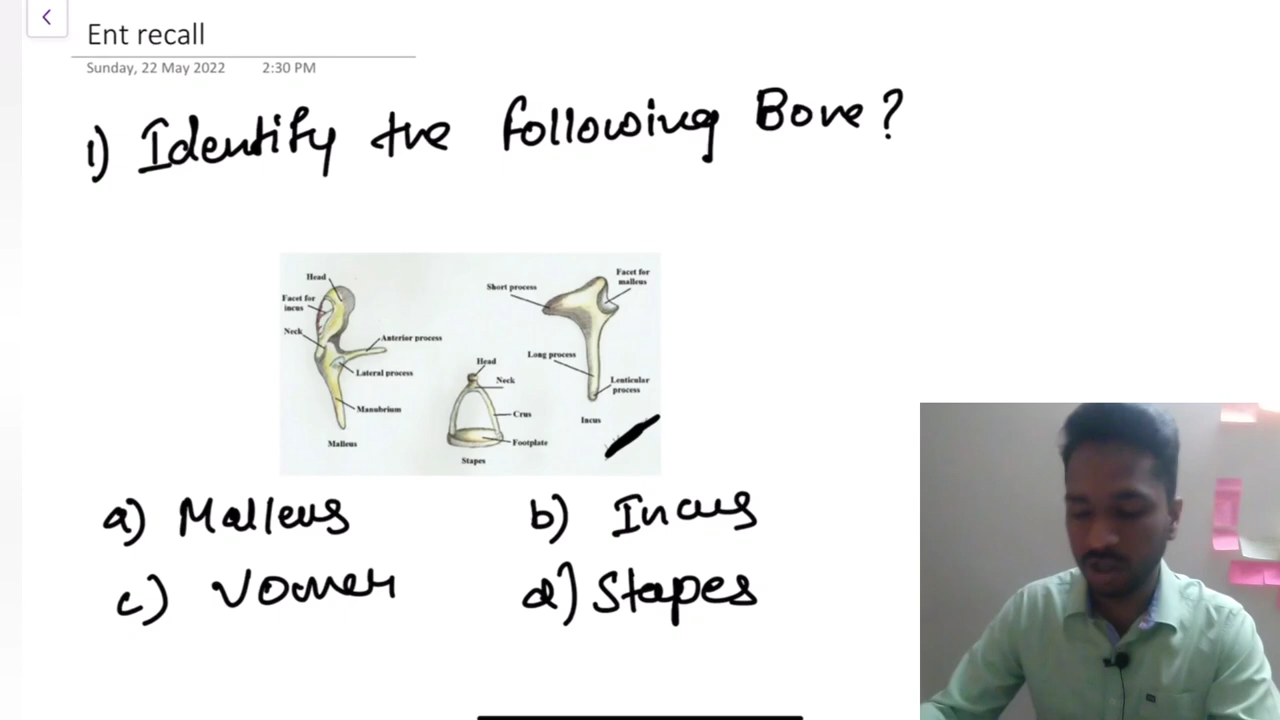 Ent recall
Sunday, 22 May 2022 2:30 PM
1) Identify the following Bone?
Head
Facet for
incus
Neck
Anterior process
Lateral process
Manubrium
Malleus
Head
Neck
Crus
Footplate
Stapes
Short process
Facet for
malleus
Long process
Lenticular
process
Incus
a) Malleus b) Incus
c) Vomer d) Stapes